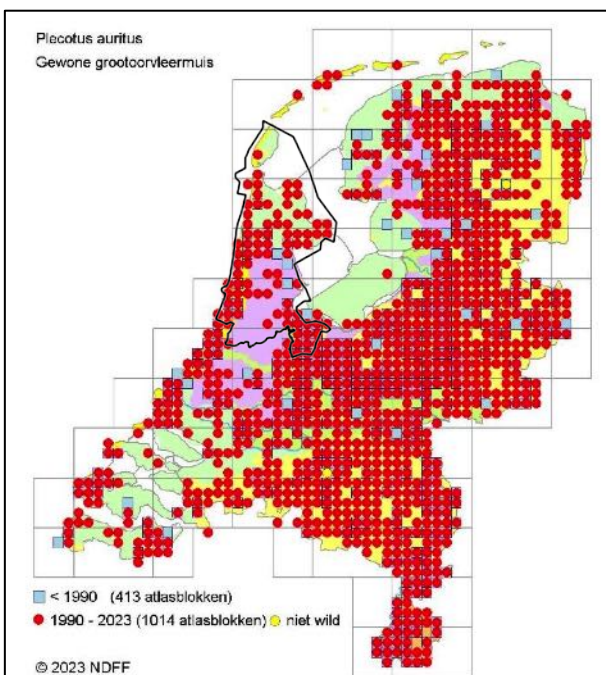 Plecotus auritus
Gewone grootoorvleermuis
< 1990 (413 atlasblokken)
1990 - 2023 (1014 atlasblokken) niet wild
© 2023 NDFF